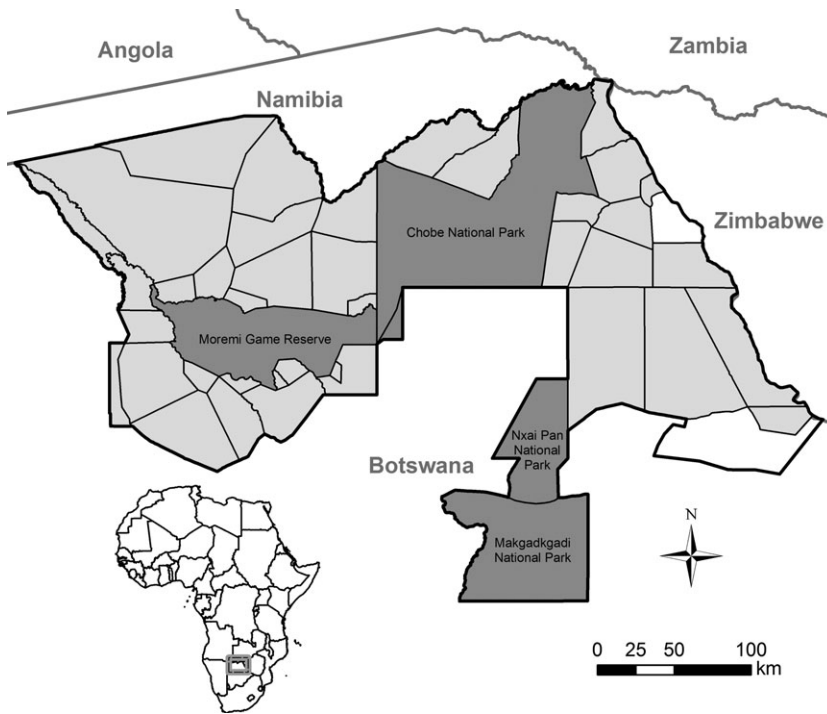 Angola
Zambia
Namibia
Chobe National Park
Zimbabwe
Moremi Game Reserve
Nxai Pan
National
Park
Botswana
Makgadkgadi
National Park
N
0 25 50 100
km